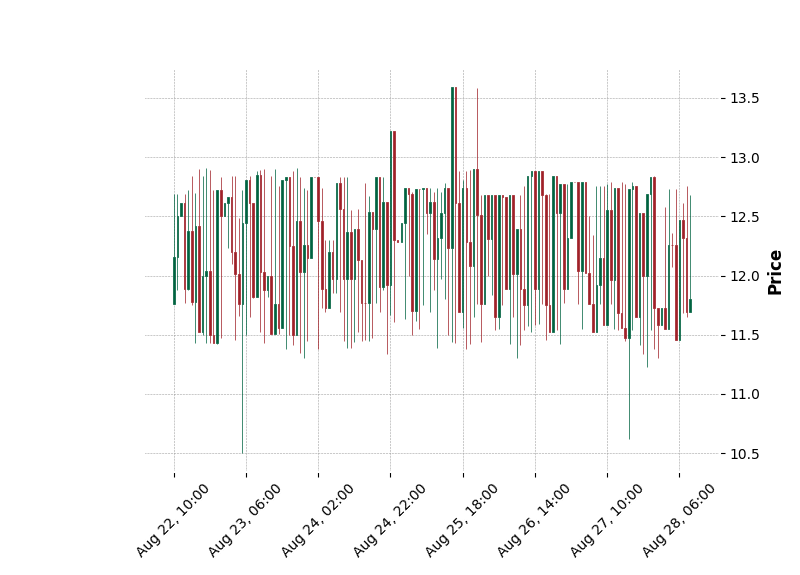 13.5
13.0
12.5
12.0
11.5
11.0
10.5
Price
Aug 22, 10:00
Aug 23, 06:00
Aug 24, 02:00
Aug 24, 22:00
Aug 25, 18:00
Aug 26, 14:00
Aug 27, 10:00
Aug 28, 06:00